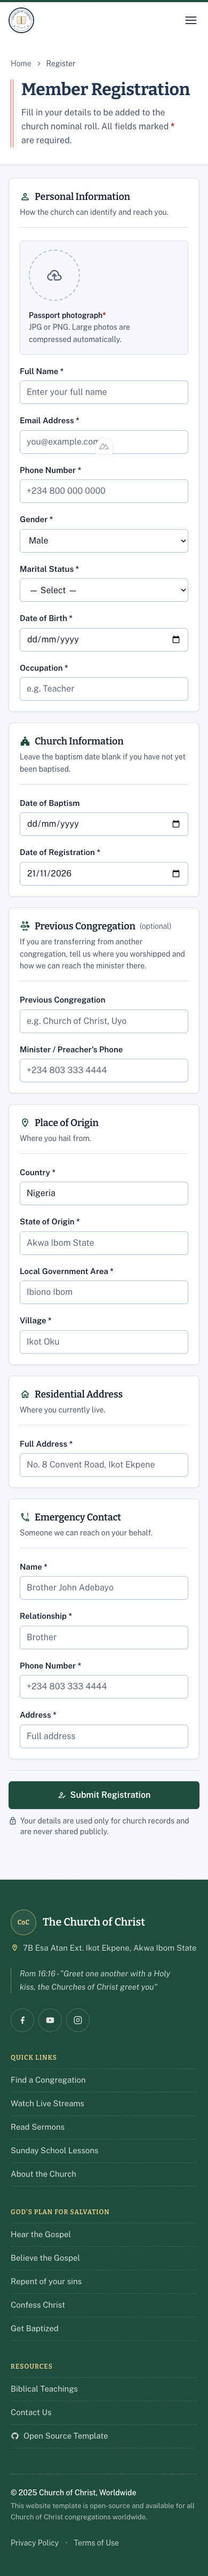 Home > Register
Member Registration
Fill in your details to be added to the
church nominal roll. All fields marked *
are required.
Personal Information
How the church can identify and reach you.
Passport photograph*
JPG or PNG. Large photos are
compressed automatically.
Full Name *
Enter your full name
Email Address *
you@example.com
Phone Number *
+234 800 000 0000
Gender *
Male
Marital Status *
— Select —
Date of Birth *
dd/mm/yyyy
Occupation *
e.g. Teacher
Church Information
Leave the baptism date blank if you have not yet
been baptised.
Date of Baptism
dd/mm/yyyy
Date of Registration *
21/11/2026
Previous Congregation (optional)
If you are transferring from another
congregation, tell us where you worshipped and
how we can reach the minister there.
Previous Congregation
e.g. Church of Christ, Uyo
Minister / Preacher's Phone
+234 803 333 4444
Place of Origin
Where you hail from.
Country *
Nigeria
State of Origin *
Akwa Ibom State
Local Government Area *
Ibiono Ibom
Village *
Ikot Oku
Residential Address
Where you currently live.
Full Address *
No. 8 Convent Road, Ikot Ekpene
Emergency Contact
Someone we can reach on your behalf.
Name *
Brother John Adebayo
Relationship *
Brother
Phone Number *
+234 803 333 4444
Address *
Full address
Submit Registration
Your details are used only for church records and
are never shared publicly.
CoC
The Church of Christ
7B Esa Atan Ext. Ikot Ekpene, Akwa Ibom State
Rom 16:16 - "Greet one another with a Holy
kiss, the Churches of Christ greet you"
QUICK LINKS
Find a Congregation
Watch Live Streams
Read Sermons
Sunday School Lessons
About the Church
GOD'S PLAN FOR SALVATION
Hear the Gospel
Believe the Gospel
Repent of your sins
Confess Christ
Get Baptized
RESOURCES
Biblical Teachings
Contact Us
Open Source Template
© 2025 Church of Christ, Worldwide
This website template is open-source and available for all
Church of Christ congregations worldwide.
Privacy Policy · Terms of Use